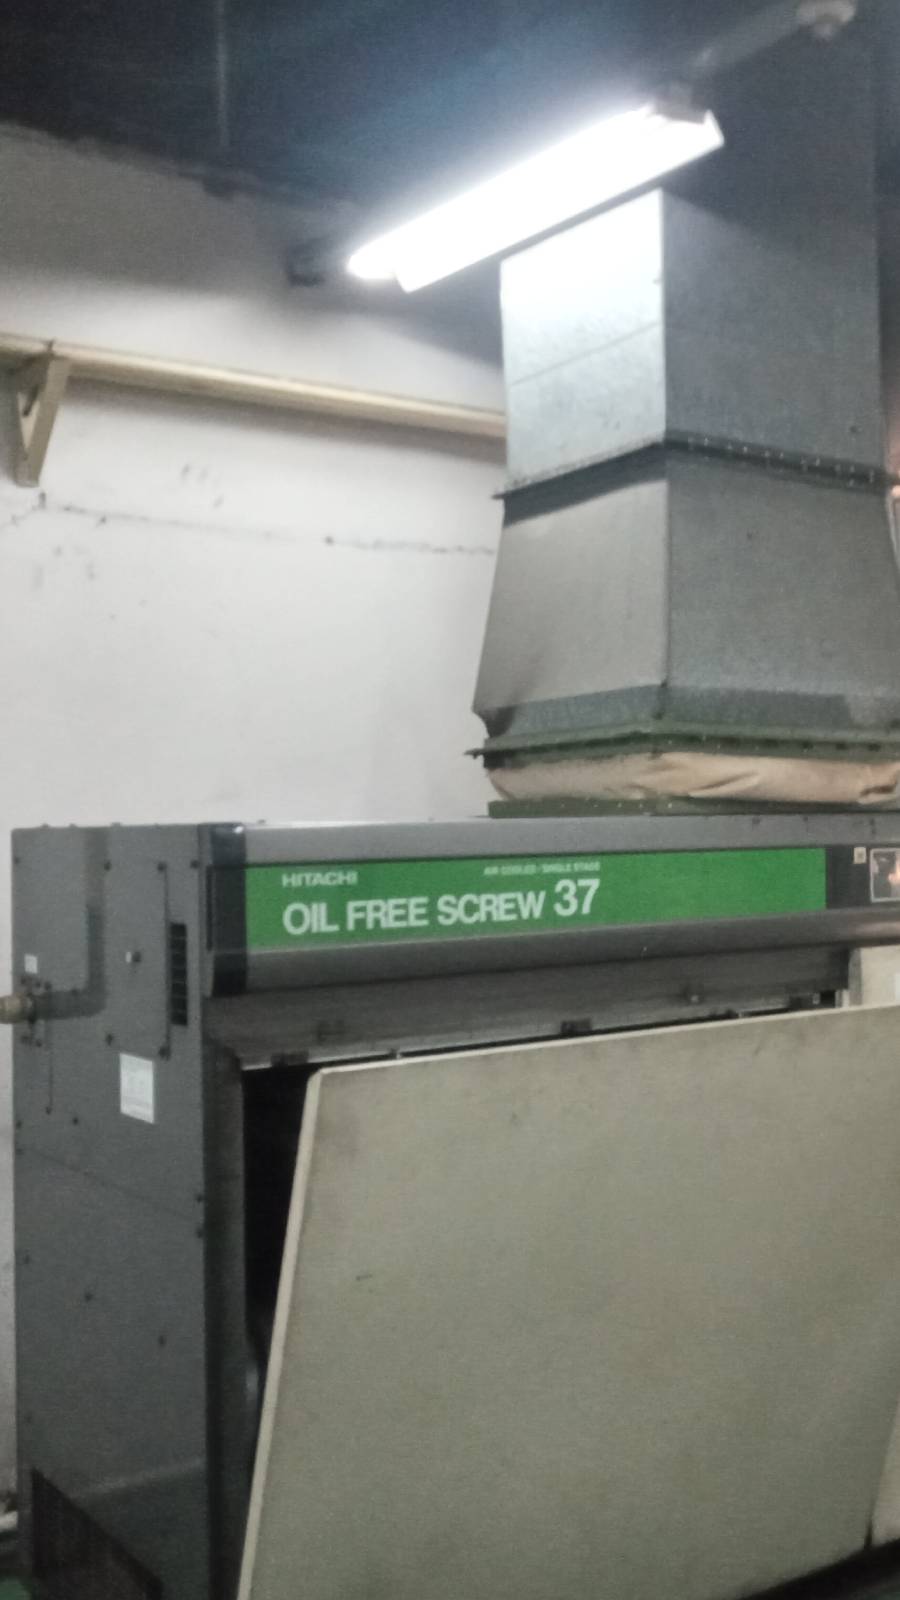 HITACHI
AIR COOLED / SINGLE STAGE
OIL FREE SCREW 37